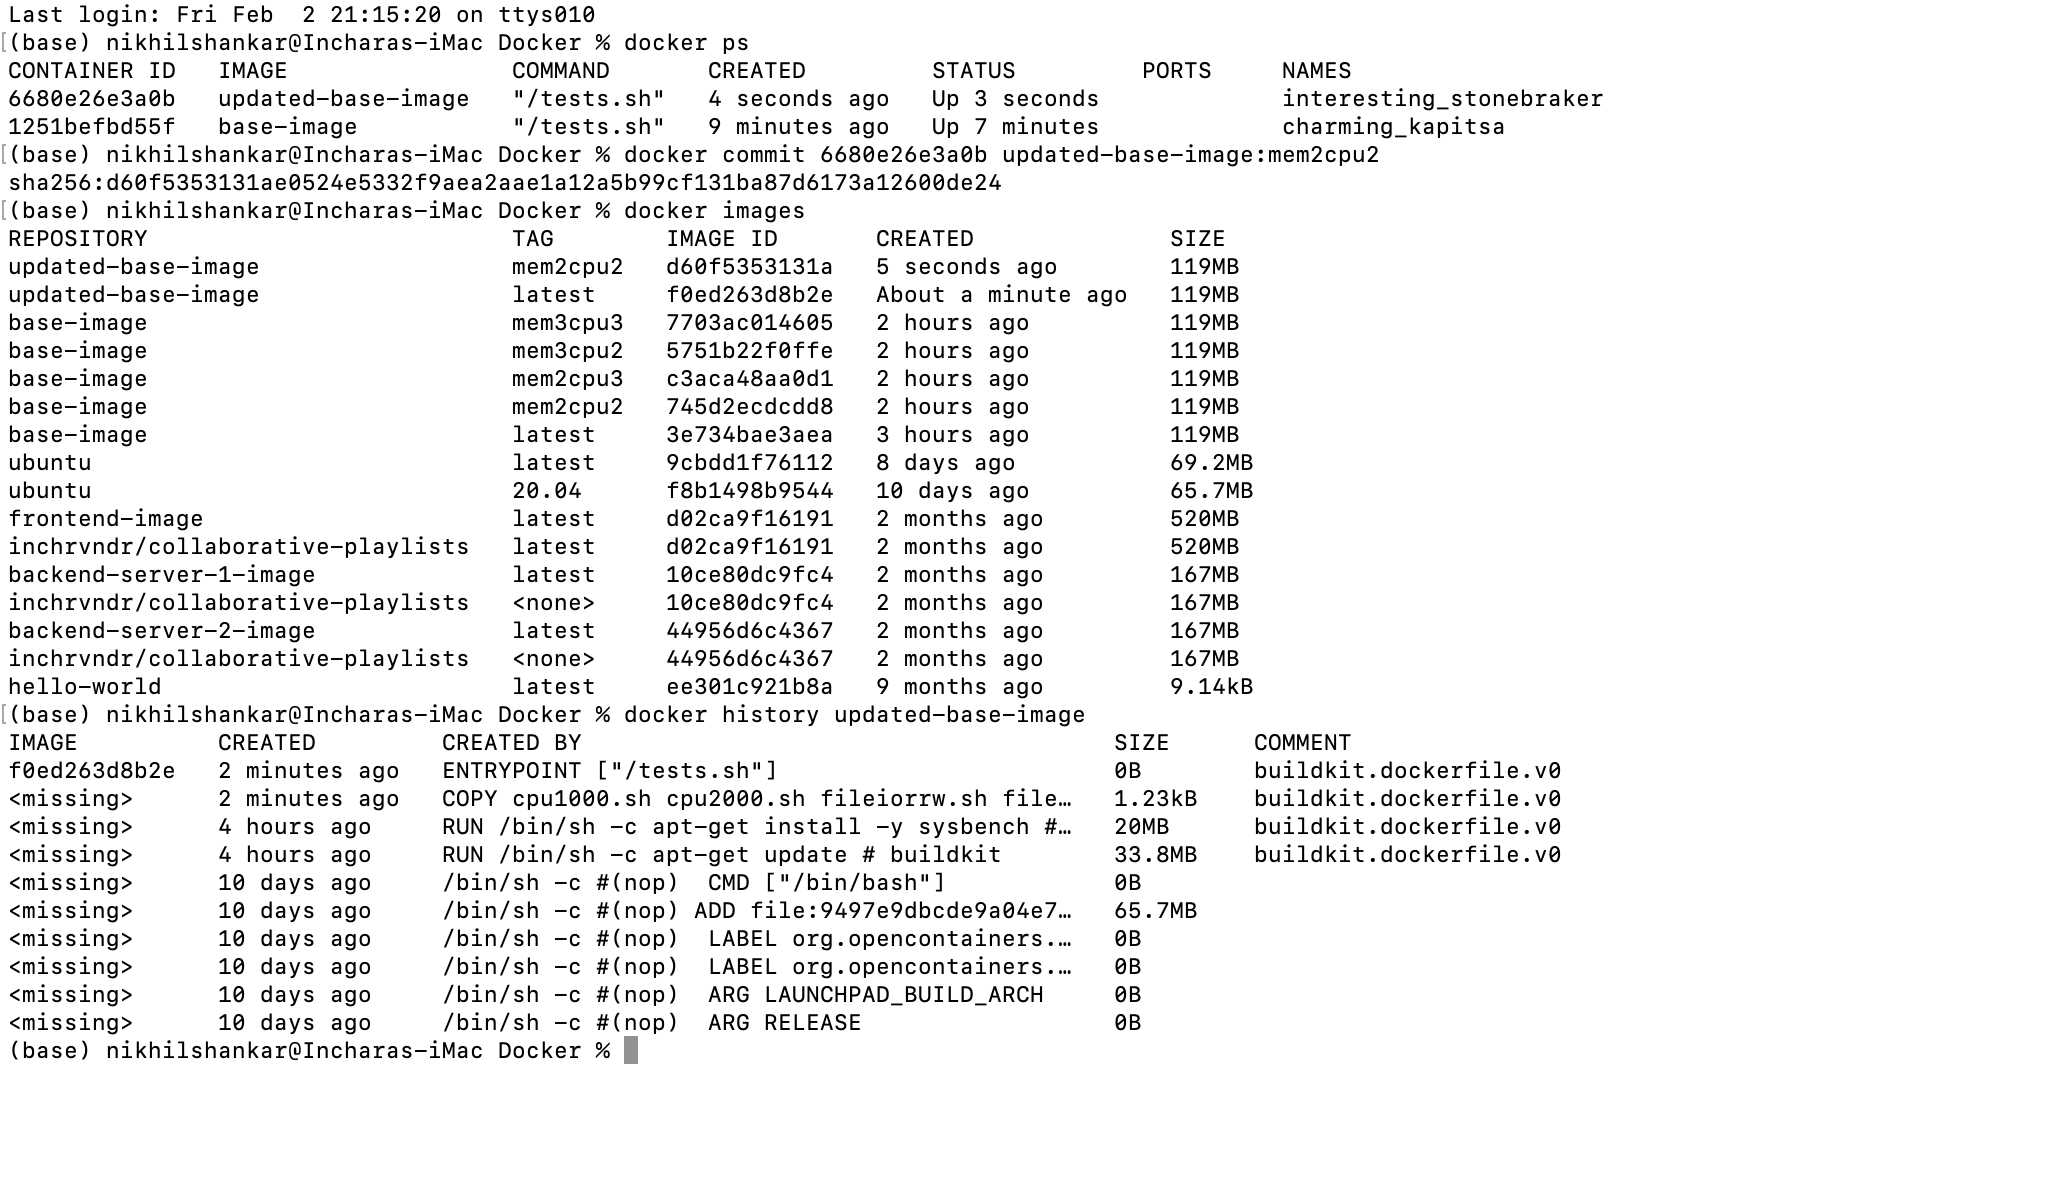 Last login: Fri Feb  2 21:15:20 on ttys010
[(base) nikhilshankar@Incharas-iMac Docker % docker ps
CONTAINER ID   IMAGE                COMMAND       CREATED         STATUS         PORTS     NAMES
6680e26e3a0b   updated-base-image   "/tests.sh"   4 seconds ago   Up 3 seconds             interesting_stonebraker
1251befbd55f   base-image           "/tests.sh"   9 minutes ago   Up 7 minutes             charming_kapitsa
[(base) nikhilshankar@Incharas-iMac Docker % docker commit 6680e26e3a0b updated-base-image:mem2cpu2
sha256:d60f5353131ae0524e5332f9aea2aae1a12a5b99cf131ba87d6173a12600de24
[(base) nikhilshankar@Incharas-iMac Docker % docker images
REPOSITORY                          TAG        IMAGE ID       CREATED              SIZE
updated-base-image                  mem2cpu2   d60f5353131a   5 seconds ago        119MB
updated-base-image                  latest     f0ed263d8b2e   About a minute ago   119MB
base-image                          mem3cpu3   7703ac014605   2 hours ago          119MB
base-image                          mem3cpu2   5751b22f0ffe   2 hours ago          119MB
base-image                          mem2cpu3   c3aca48aa0d1   2 hours ago          119MB
base-image                          mem2cpu2   745d2ecdcdd8   2 hours ago          119MB
base-image                          latest     3e734bae3aea   3 hours ago          119MB
ubuntu                              latest     9cbdd1f76112   8 days ago           69.2MB
ubuntu                              20.04      f8b1498b9544   10 days ago          65.7MB
frontend-image                      latest     d02ca9f16191   2 months ago         520MB
inchrvndr/collaborative-playlists   latest     d02ca9f16191   2 months ago         520MB
backend-server-1-image              latest     10ce80dc9fc4   2 months ago         167MB
inchrvndr/collaborative-playlists   <none>     10ce80dc9fc4   2 months ago         167MB
backend-server-2-image              latest     44956d6c4367   2 months ago         167MB
inchrvndr/collaborative-playlists   <none>     44956d6c4367   2 months ago         167MB
hello-world                         latest     ee301c921b8a   9 months ago         9.14kB
[(base) nikhilshankar@Incharas-iMac Docker % docker history updated-base-image
IMAGE          CREATED         CREATED BY                                      SIZE      COMMENT
f0ed263d8b2e   2 minutes ago   ENTRYPOINT ["/tests.sh"]                        0B        buildkit.dockerfile.v0
<missing>      2 minutes ago   COPY cpu1000.sh cpu2000.sh fileiorrw.sh file…   1.23kB    buildkit.dockerfile.v0
<missing>      4 hours ago     RUN /bin/sh -c apt-get install -y sysbench #…   20MB      buildkit.dockerfile.v0
<missing>      4 hours ago     RUN /bin/sh -c apt-get update # buildkit        33.8MB    buildkit.dockerfile.v0
<missing>      10 days ago     /bin/sh -c #(nop)  CMD ["/bin/bash"]            0B
<missing>      10 days ago     /bin/sh -c #(nop) ADD file:9497e9dbcde9a04e7…   65.7MB
<missing>      10 days ago     /bin/sh -c #(nop)  LABEL org.opencontainers.…   0B
<missing>      10 days ago     /bin/sh -c #(nop)  LABEL org.opencontainers.…   0B
<missing>      10 days ago     /bin/sh -c #(nop)  ARG LAUNCHPAD_BUILD_ARCH     0B
<missing>      10 days ago     /bin/sh -c #(nop)  ARG RELEASE                  0B
(base) nikhilshankar@Incharas-iMac Docker %